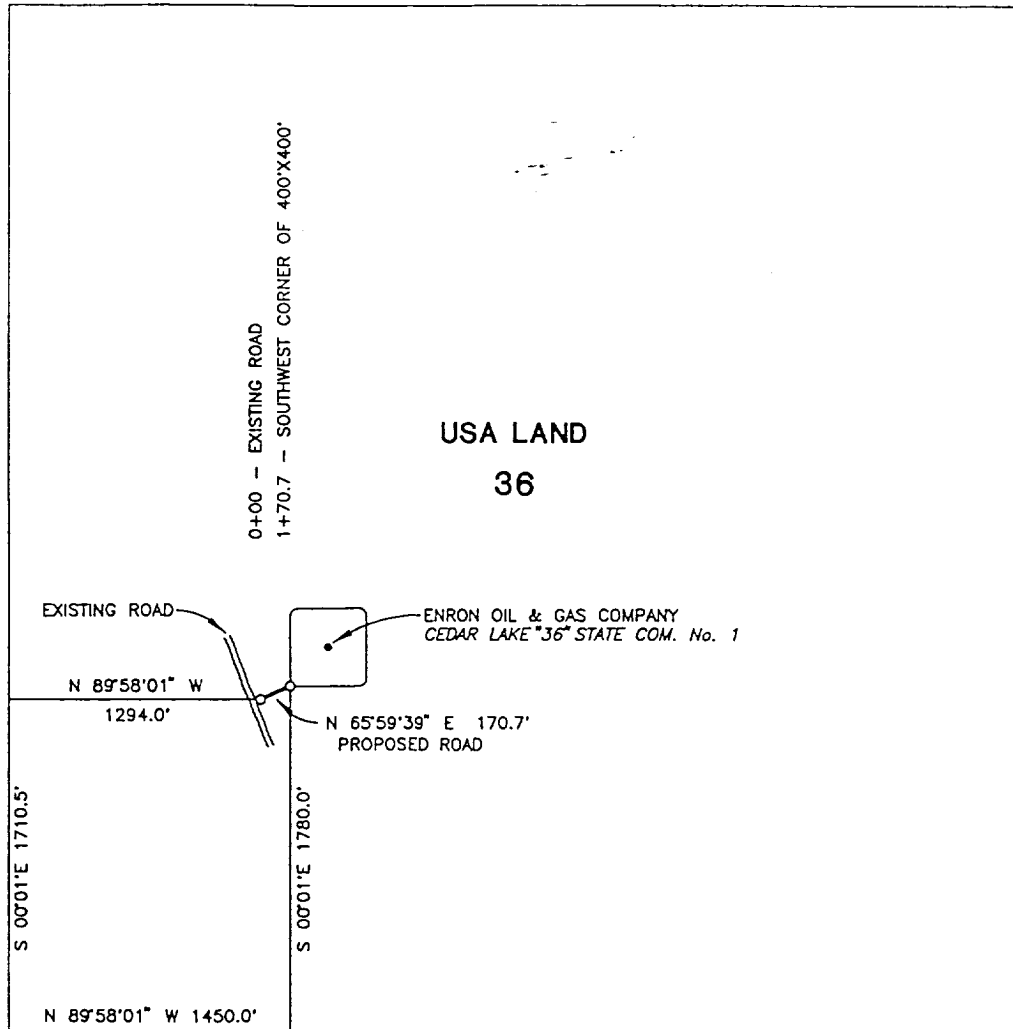 0+00 – EXISTING ROAD
1+70.7 – SOUTHWEST CORNER OF 400'X400'
USA LAND
36
EXISTING ROAD
ENRON OIL & GAS COMPANY
CEDAR LAKE "36" STATE COM. No. 1
N 89°58'01" W
1294.0'
N 65°59'39" E 170.7'
PROPOSED ROAD
S 00°01'E 1710.5'
S 00°01'E 1780.0'
N 89°58'01" W 1450.0'